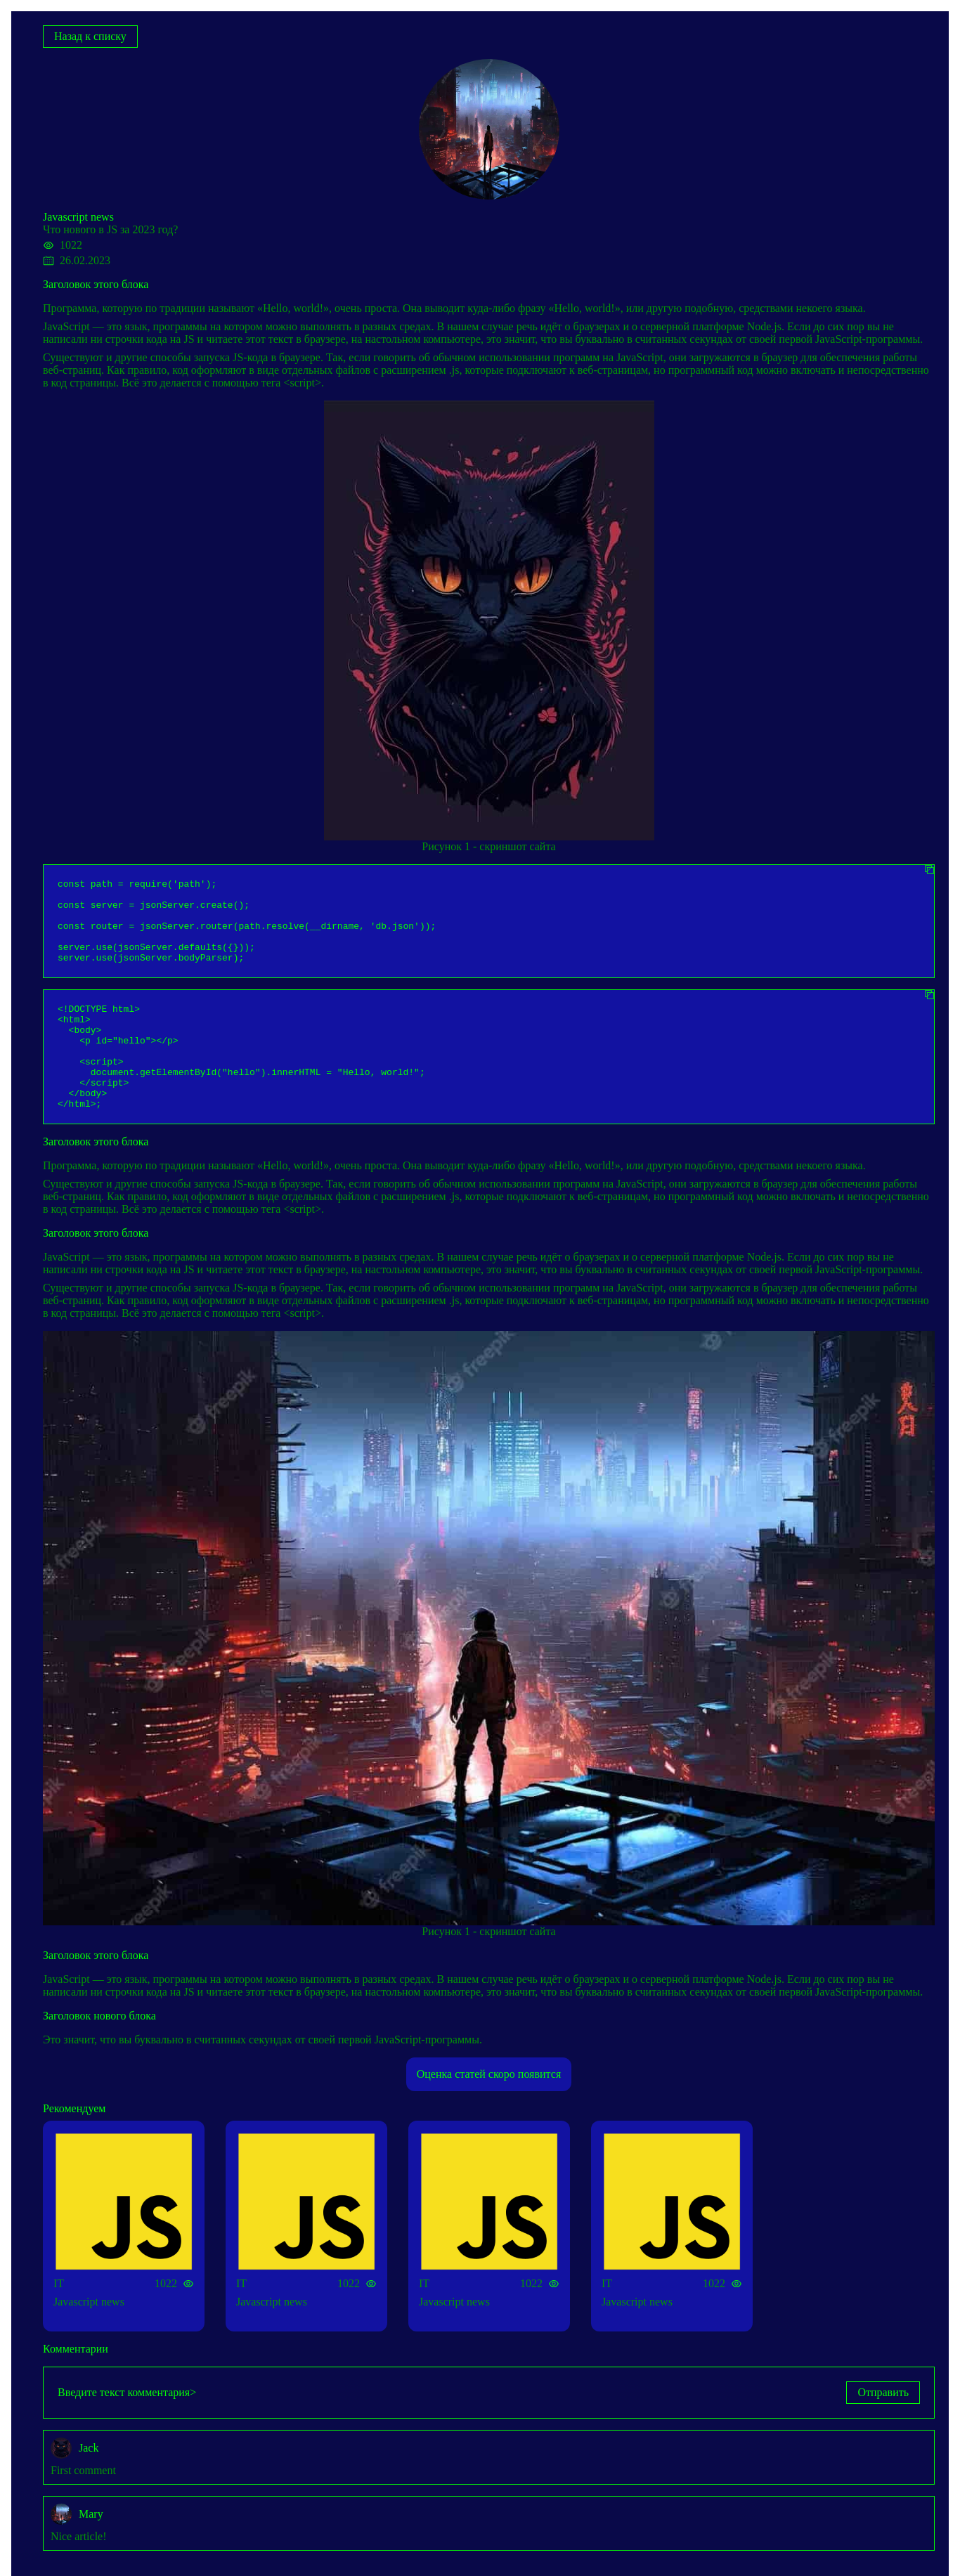 Назад к списку
Javascript news
Что нового в JS за 2023 год?
1022
26.02.2023
Заголовок этого блока
Программа, которую по традиции называют «Hello, world!», очень проста. Она выводит куда-либо фразу «Hello, world!», или другую подобную, средствами некоего языка.
JavaScript — это язык, программы на котором можно выполнять в разных средах. В нашем случае речь идёт о браузерах и о серверной платформе Node.js. Если до сих пор вы не
написали ни строчки кода на JS и читаете этот текст в браузере, на настольном компьютере, это значит, что вы буквально в считанных секундах от своей первой JavaScript-программы.
Существуют и другие способы запуска JS-кода в браузере. Так, если говорить об обычном использовании программ на JavaScript, они загружаются в браузер для обеспечения работы
веб-страниц. Как правило, код оформляют в виде отдельных файлов с расширением .js, которые подключают к веб-страницам, но программный код можно включать и непосредственно
в код страницы. Всё это делается с помощью тега <script>.
Рисунок 1 - скриншот сайта
const path = require('path');
const server = jsonServer.create();
const router = jsonServer.router(path.resolve(__dirname, 'db.json'));
server.use(jsonServer.defaults({}));
server.use(jsonServer.bodyParser);
<!DOCTYPE html>
<html>
  <body>
    <p id="hello"></p>
    <script>
      document.getElementById("hello").innerHTML = "Hello, world!";
    </script>
  </body>
</html>;
Заголовок этого блока
Программа, которую по традиции называют «Hello, world!», очень проста. Она выводит куда-либо фразу «Hello, world!», или другую подобную, средствами некоего языка.
Существуют и другие способы запуска JS-кода в браузере. Так, если говорить об обычном использовании программ на JavaScript, они загружаются в браузер для обеспечения работы
веб-страниц. Как правило, код оформляют в виде отдельных файлов с расширением .js, которые подключают к веб-страницам, но программный код можно включать и непосредственно
в код страницы. Всё это делается с помощью тега <script>.
Заголовок этого блока
JavaScript — это язык, программы на котором можно выполнять в разных средах. В нашем случае речь идёт о браузерах и о серверной платформе Node.js. Если до сих пор вы не
написали ни строчки кода на JS и читаете этот текст в браузере, на настольном компьютере, это значит, что вы буквально в считанных секундах от своей первой JavaScript-программы.
Существуют и другие способы запуска JS-кода в браузере. Так, если говорить об обычном использовании программ на JavaScript, они загружаются в браузер для обеспечения работы
веб-страниц. Как правило, код оформляют в виде отдельных файлов с расширением .js, которые подключают к веб-страницам, но программный код можно включать и непосредственно
в код страницы. Всё это делается с помощью тега <script>.
freepik
freepik
freepik
freepik
freepik
freepik
freepik
freepik
freepik
freepik
freepik
Рисунок 1 - скриншот сайта
Заголовок этого блока
JavaScript — это язык, программы на котором можно выполнять в разных средах. В нашем случае речь идёт о браузерах и о серверной платформе Node.js. Если до сих пор вы не
написали ни строчки кода на JS и читаете этот текст в браузере, на настольном компьютере, это значит, что вы буквально в считанных секундах от своей первой JavaScript-программы.
Заголовок нового блока
Это значит, что вы буквально в считанных секундах от своей первой JavaScript-программы.
Оценка статей скоро появится
Рекомендуем
JS JS JS JS
IT 1022 IT 1022 IT 1022 IT 1022
Javascript news Javascript news Javascript news Javascript news
Комментарии
Введите текст комментария> Отправить
Jack
First comment
Mary
Nice article!